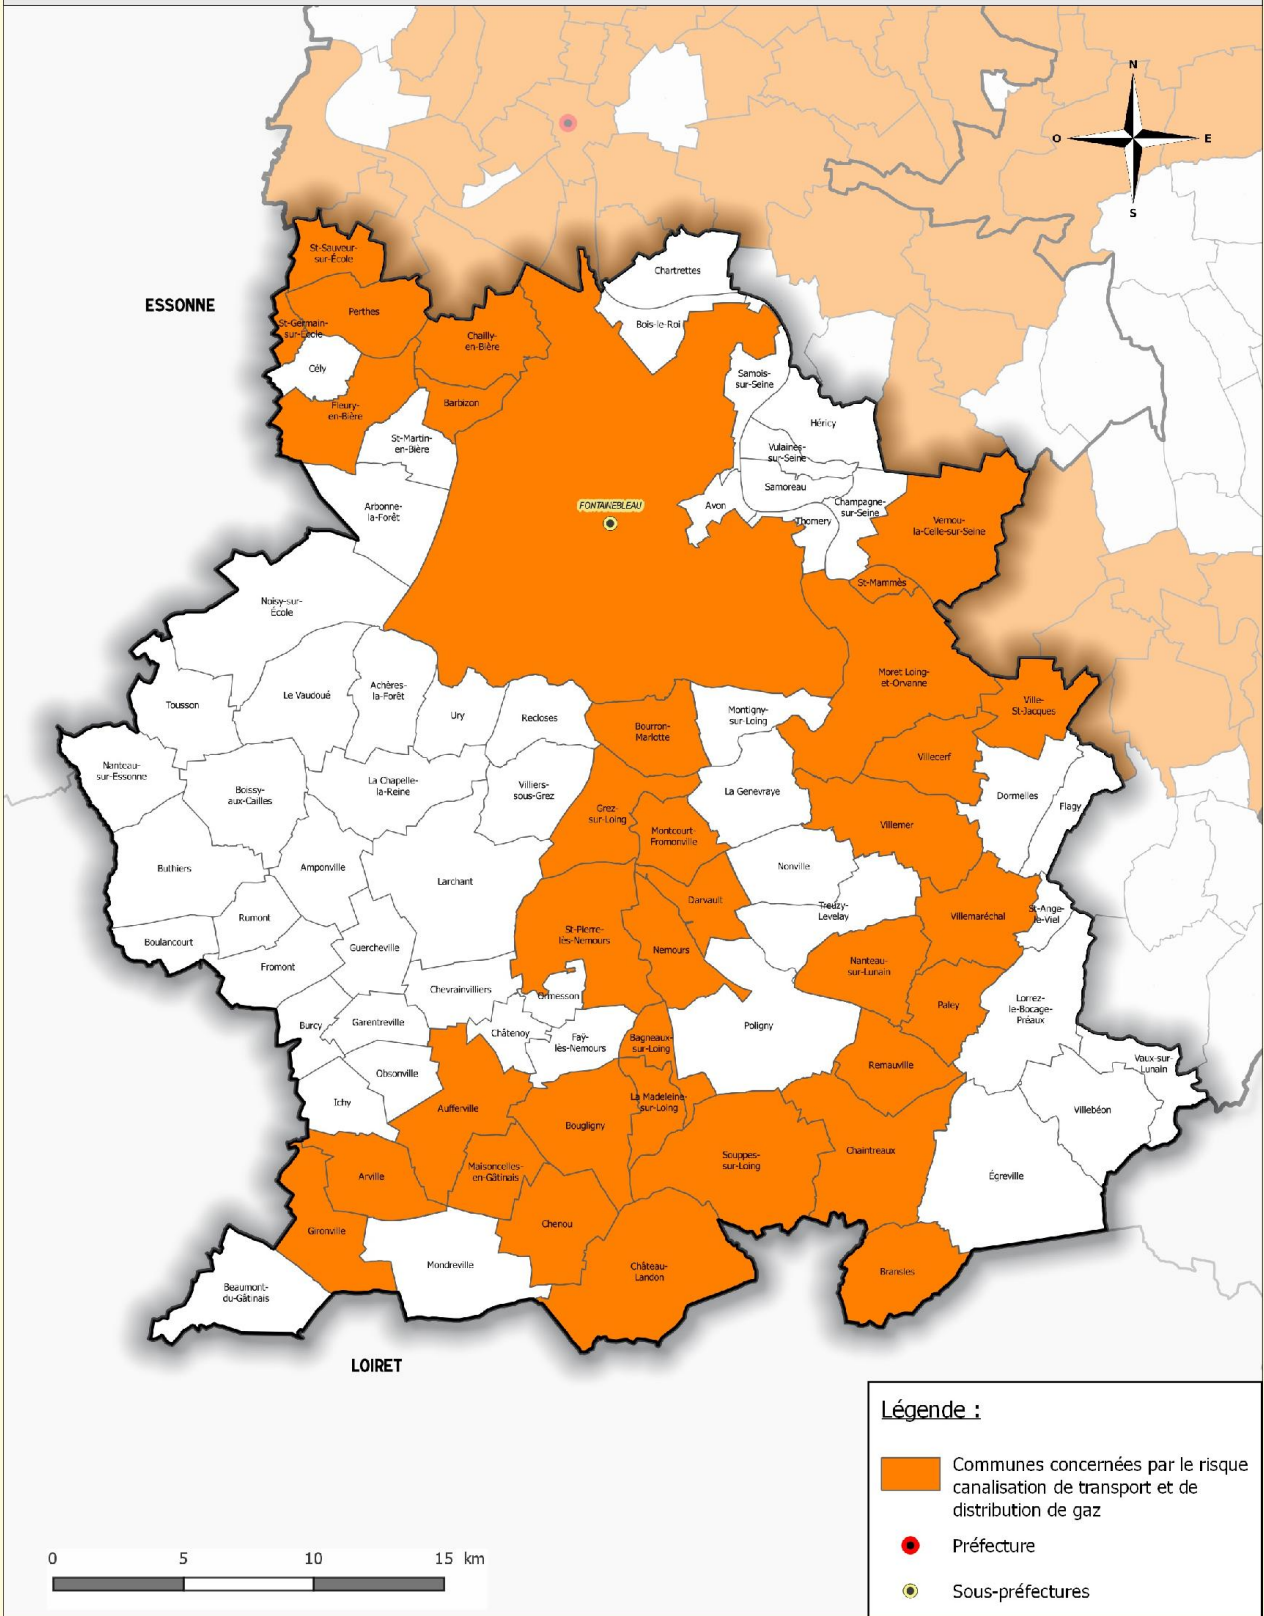 N
O
E
S
St-Sauveur-
sur-École
Chartrettes
ESSONNE
Perthes
St-Germain-
sur-École
Bois-le-Roi
Chailly-
en-Bière
Cély
Samois-
sur-Seine
Fleury-
en-Bière
Barbizon
Héricy
St-Martin-
en-Bière
Vulaines-
sur-Seine
Samoreau
Arbonne-
la-Forêt
FONTAINEBLEAU
Avon
Champagne-
sur-Seine
Thomery
Vernou-
la-Celle-sur-Seine
St-Mammès
Noisy-sur-
École
Le Vaudoué
Achères-
la-Forêt
Moret Loing-
et-Orvanne
Tousson
Ury
Recloses
Montigny-
sur-Loing
Ville-
St-Jacques
Bourron-
Marlotte
Villecerf
Nanteau-
sur-Essonne
La Chapelle-
la-Reine
Villiers-
sous-Grez
La Genevraye
Boissy-
aux-Cailles
Dormelles
Flagy
Grez-
sur-Loing
Villemer
Montcourt-
Fromonville
Buthiers
Amponville
Larchant
Nonville
Darvault
Treuzy-
Levelay
Villemaréchal
St-Ange-
le-Viel
Rumont
Boulancourt
St-Pierre-
lès-Nemours
Nemours
Guercheville
Fromont
Nanteau-
sur-Lunain
Chevrainvilliers
Ormesson
Paley
Lorrez-
le-Bocage-
Préaux
Burcy
Garentreville
Châtenoy
Faÿ-
lès-Nemours
Bagneaux-
sur-Loing
Poligny
Obsonville
Remauville
Vaux-sur-
Lunain
Ichy
Aufferville
La Madeleine-
sur-Loing
Villebéon
Bougligny
Souppes-
sur-Loing
Chaintreaux
Arville
Maisoncelles-
en-Gâtinais
Égreville
Gironville
Chenou
Mondreville
Château-
Landon
Bransles
Beaumont-
du-Gâtinais
LOIRET
Légende :
Communes concernées par le risque
canalisation de transport et de
distribution de gaz
Préfecture
Sous-préfectures
0 5 10 15 km